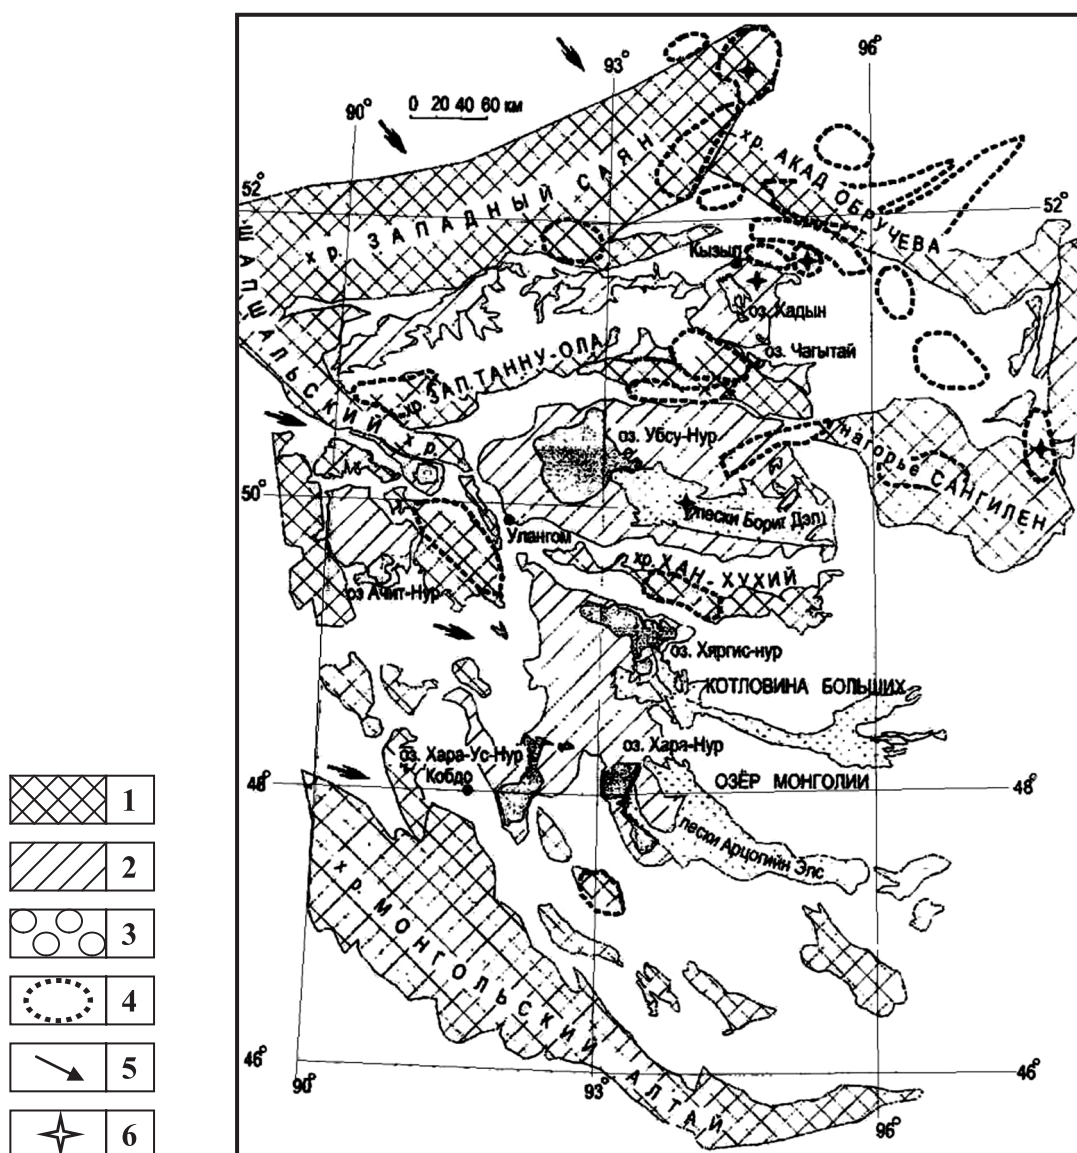 93°
96°
90°
0 20 40 60 км
хр. АКАД ОБРУЧЕВА
52°
52°
хр. ЗАПАДНЫЙ САЯН
ШАПШАЛЬСКИЙ хр.
Кызыл
оз. Хадын
оз. Чагытай
хр. ЗАП.ТАННУ-ОЛА
оз. Убсу-Нур
нагорье САНГИЛЕН
50°
пески Бориг Дэл
Улангом
хр. ХАН-ХУХИЙ
оз Ачит-Нур
оз. Хяргис-нур
КОТЛОВИНА БОЛЬШИХ
оз. Хара-Ус-Нур
оз. Хара-Нур
Кобдо
ОЗЁР МОНГОЛИИ
48°
48°
пески Арцогийн Элс
хр. МОНГОЛЬСКИЙ АЛТАЙ
46°
46°
90°
93°
96°
1
2
3
4
5
6